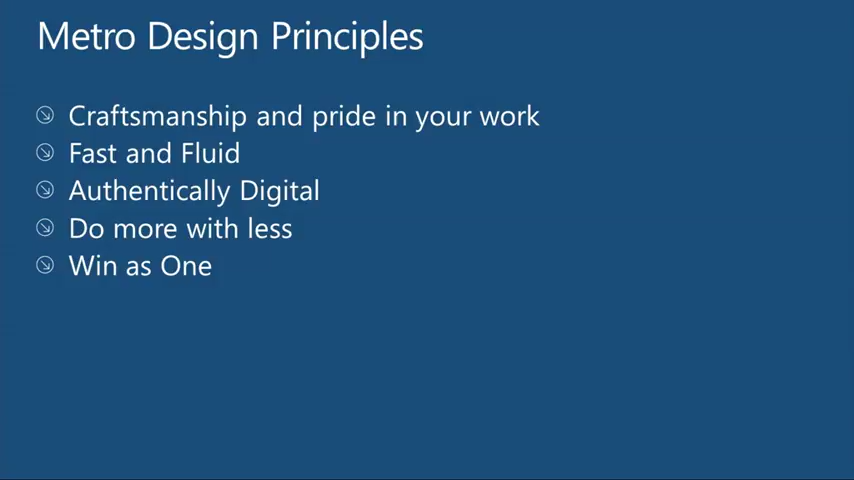 Metro Design Principles
Craftsmanship and pride in your work
Fast and Fluid
Authentically Digital
Do more with less
Win as One